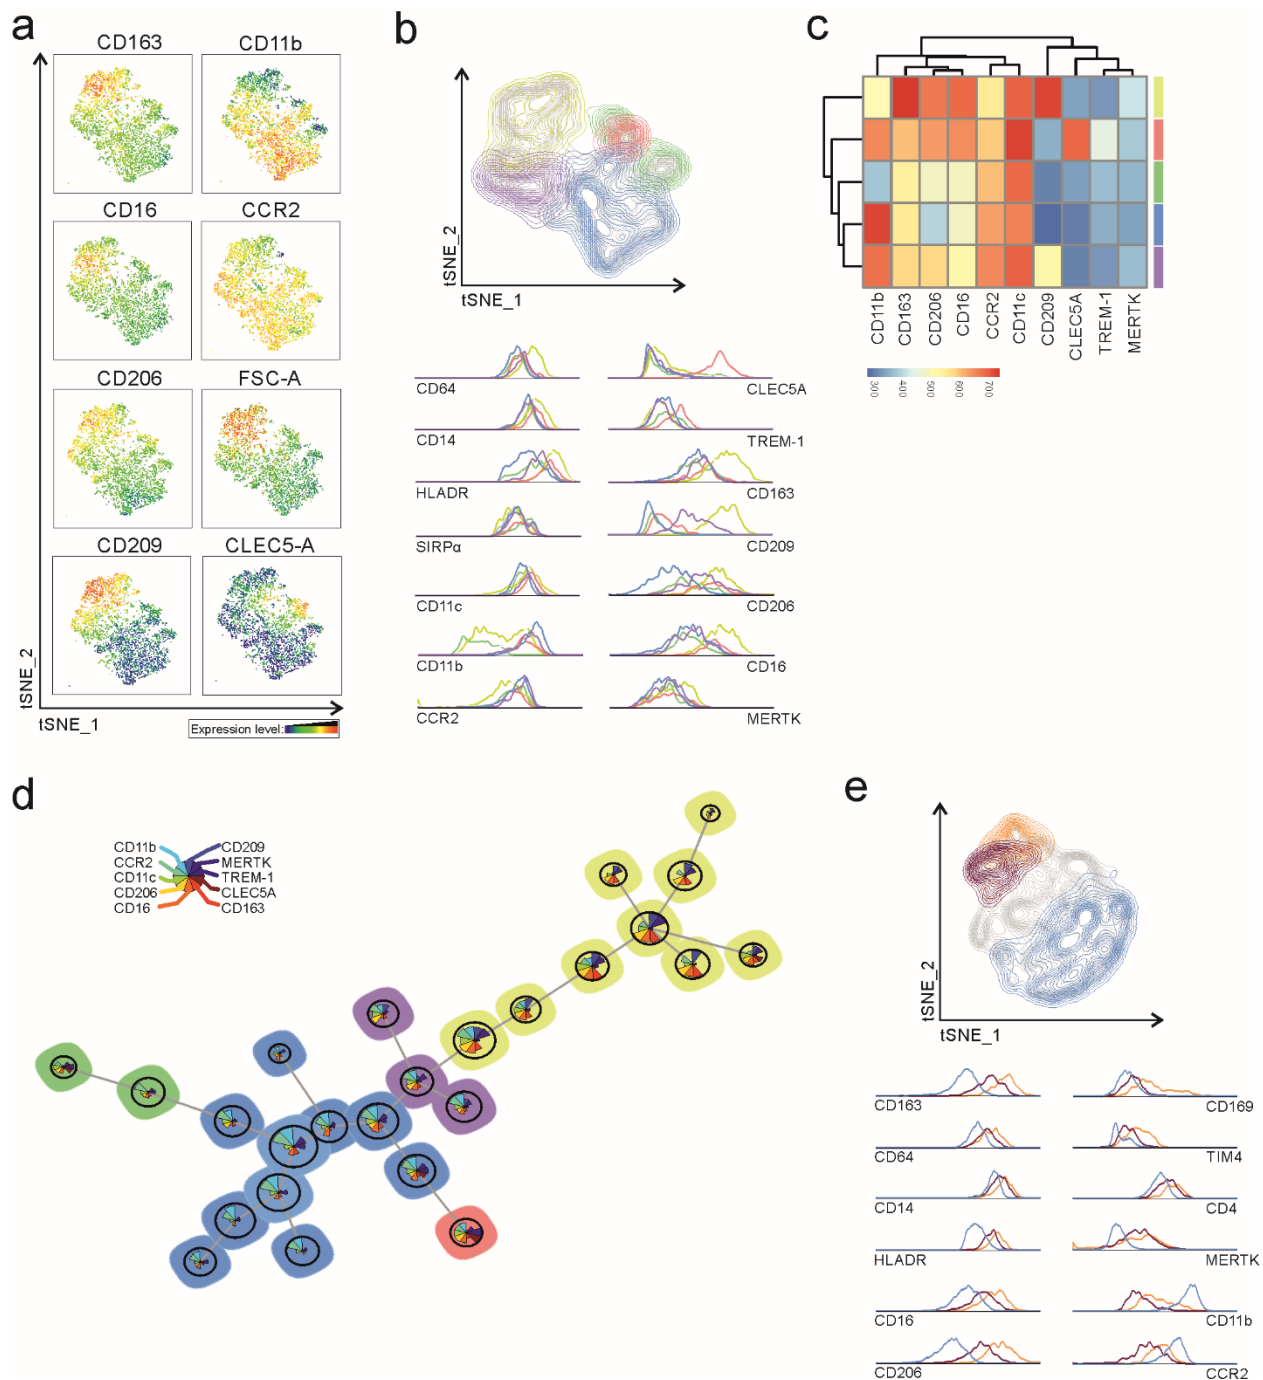 a
CD163
CD11b
CD16
CCR2
CD206
FSC-A
CD209
CLEC5-A
tSNE_2
tSNE_1
Expression level:
b
tSNE_2
tSNE_1
CD64
CLEC5A
CD14
TREM-1
HLADR
CD163
SIRPα
CD209
CD11c
CD206
CD11b
CD16
CCR2
MERTK
c
CD11b
CD163
CD206
CD16
CCR2
CD11c
CD209
CLEC5A
TREM-1
MERTK
300
400
500
600
700
d
CD11b
CD209
CCR2
MERTK
CD11c
TREM-1
CD206
CLEC5A
CD16
CD163
e
tSNE_2
tSNE_1
CD163
CD169
CD64
TIM4
CD14
CD4
HLADR
MERTK
CD16
CD11b
CD206
CCR2